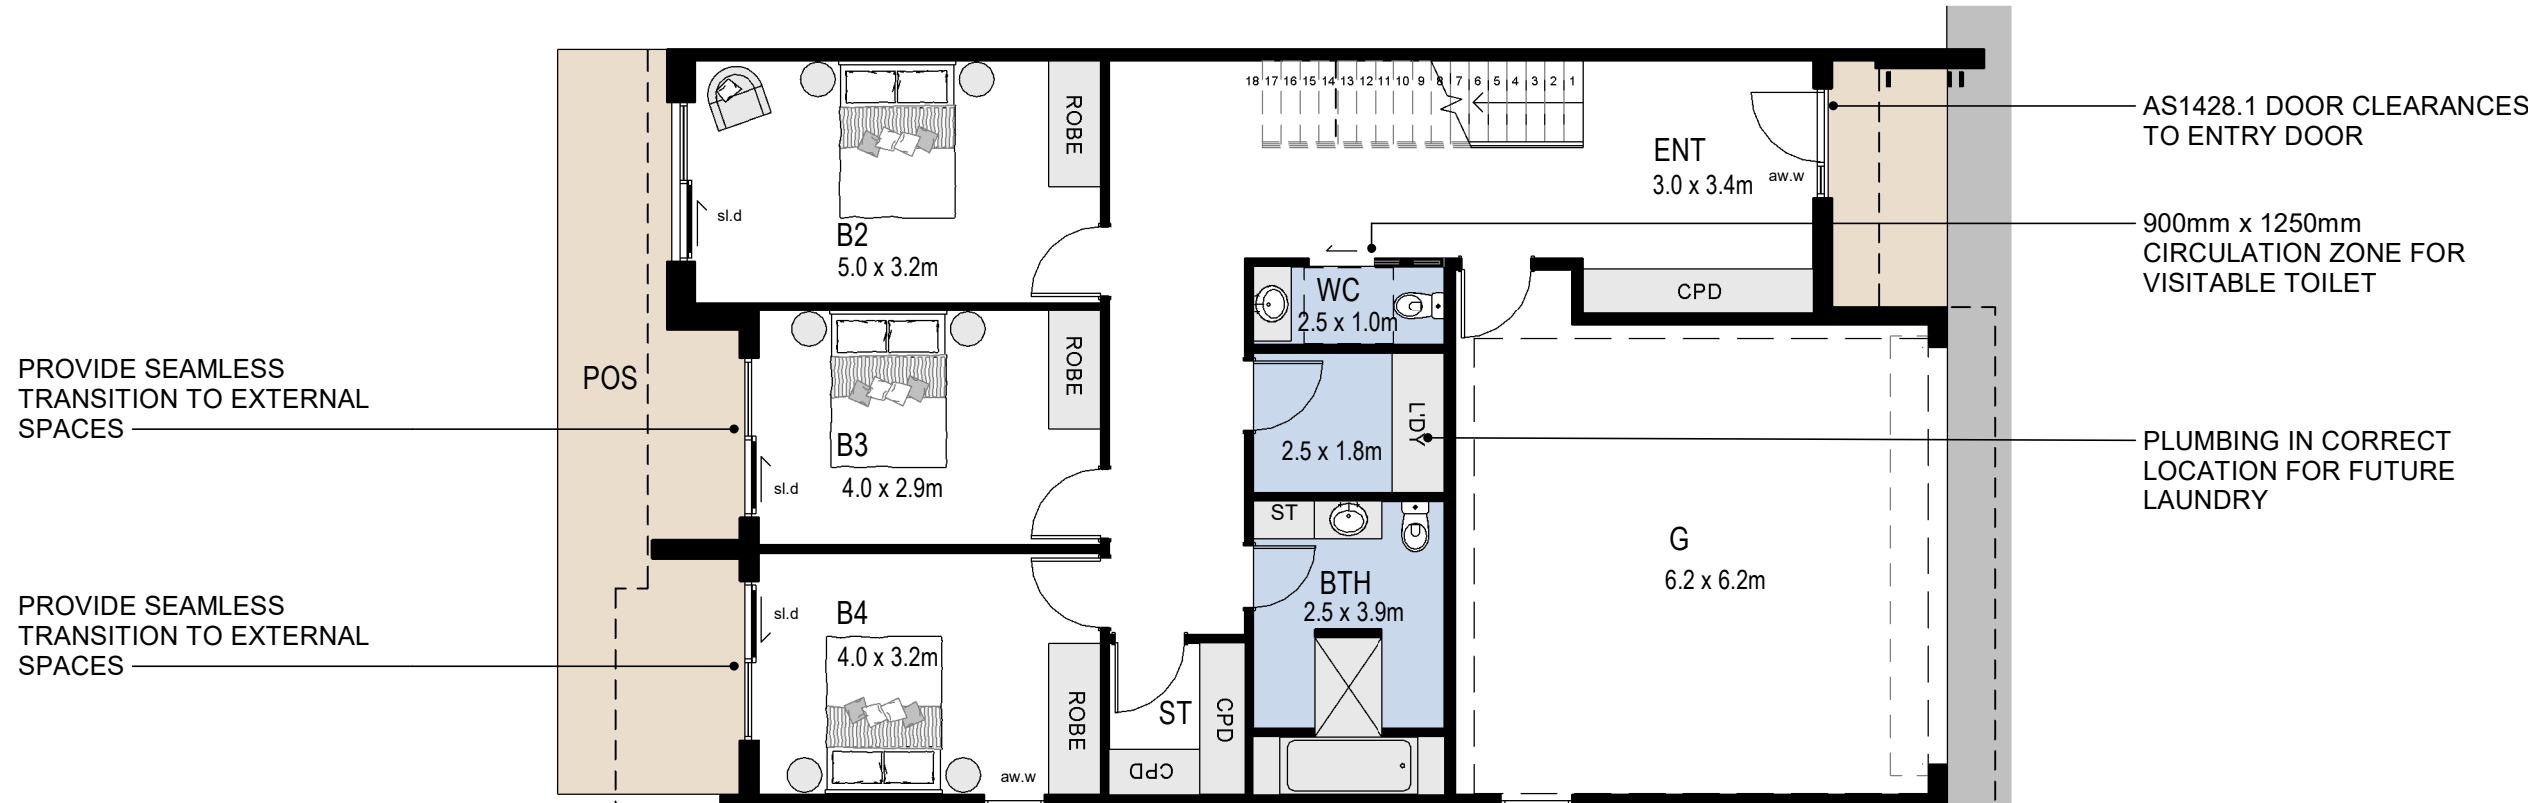 18 17 16 15 14 13 12 11 10 9 8 7 6 5 4 3 2 1
ROBE
AS1428.1 DOOR CLEARANCES
TO ENTRY DOOR
ENT
3.0 x 3.4m
aw.w
sl.d
B2
5.0 x 3.2m
900mm x 1250mm
CIRCULATION ZONE FOR
VISITABLE TOILET
WC
2.5 x 1.0m
CPD
PROVIDE SEAMLESS
TRANSITION TO EXTERNAL
SPACES
POS
ROBE
B3
4.0 x 2.9m
sl.d
L'DY
2.5 x 1.8m
PLUMBING IN CORRECT
LOCATION FOR FUTURE
LAUNDRY
ST
G
6.2 x 6.2m
BTH
2.5 x 3.9m
PROVIDE SEAMLESS
TRANSITION TO EXTERNAL
SPACES
sl.d
B4
4.0 x 3.2m
ROBE
ST
CPD
CPD
aw.w